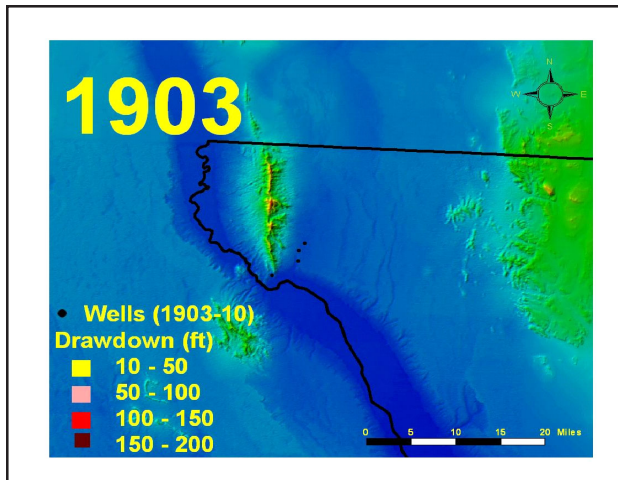 1903
N
W E
S
Wells (1903-10)
Drawdown (ft)
10 - 50
50 - 100
100 - 150
150 - 200
0 5 10 15 20 Miles